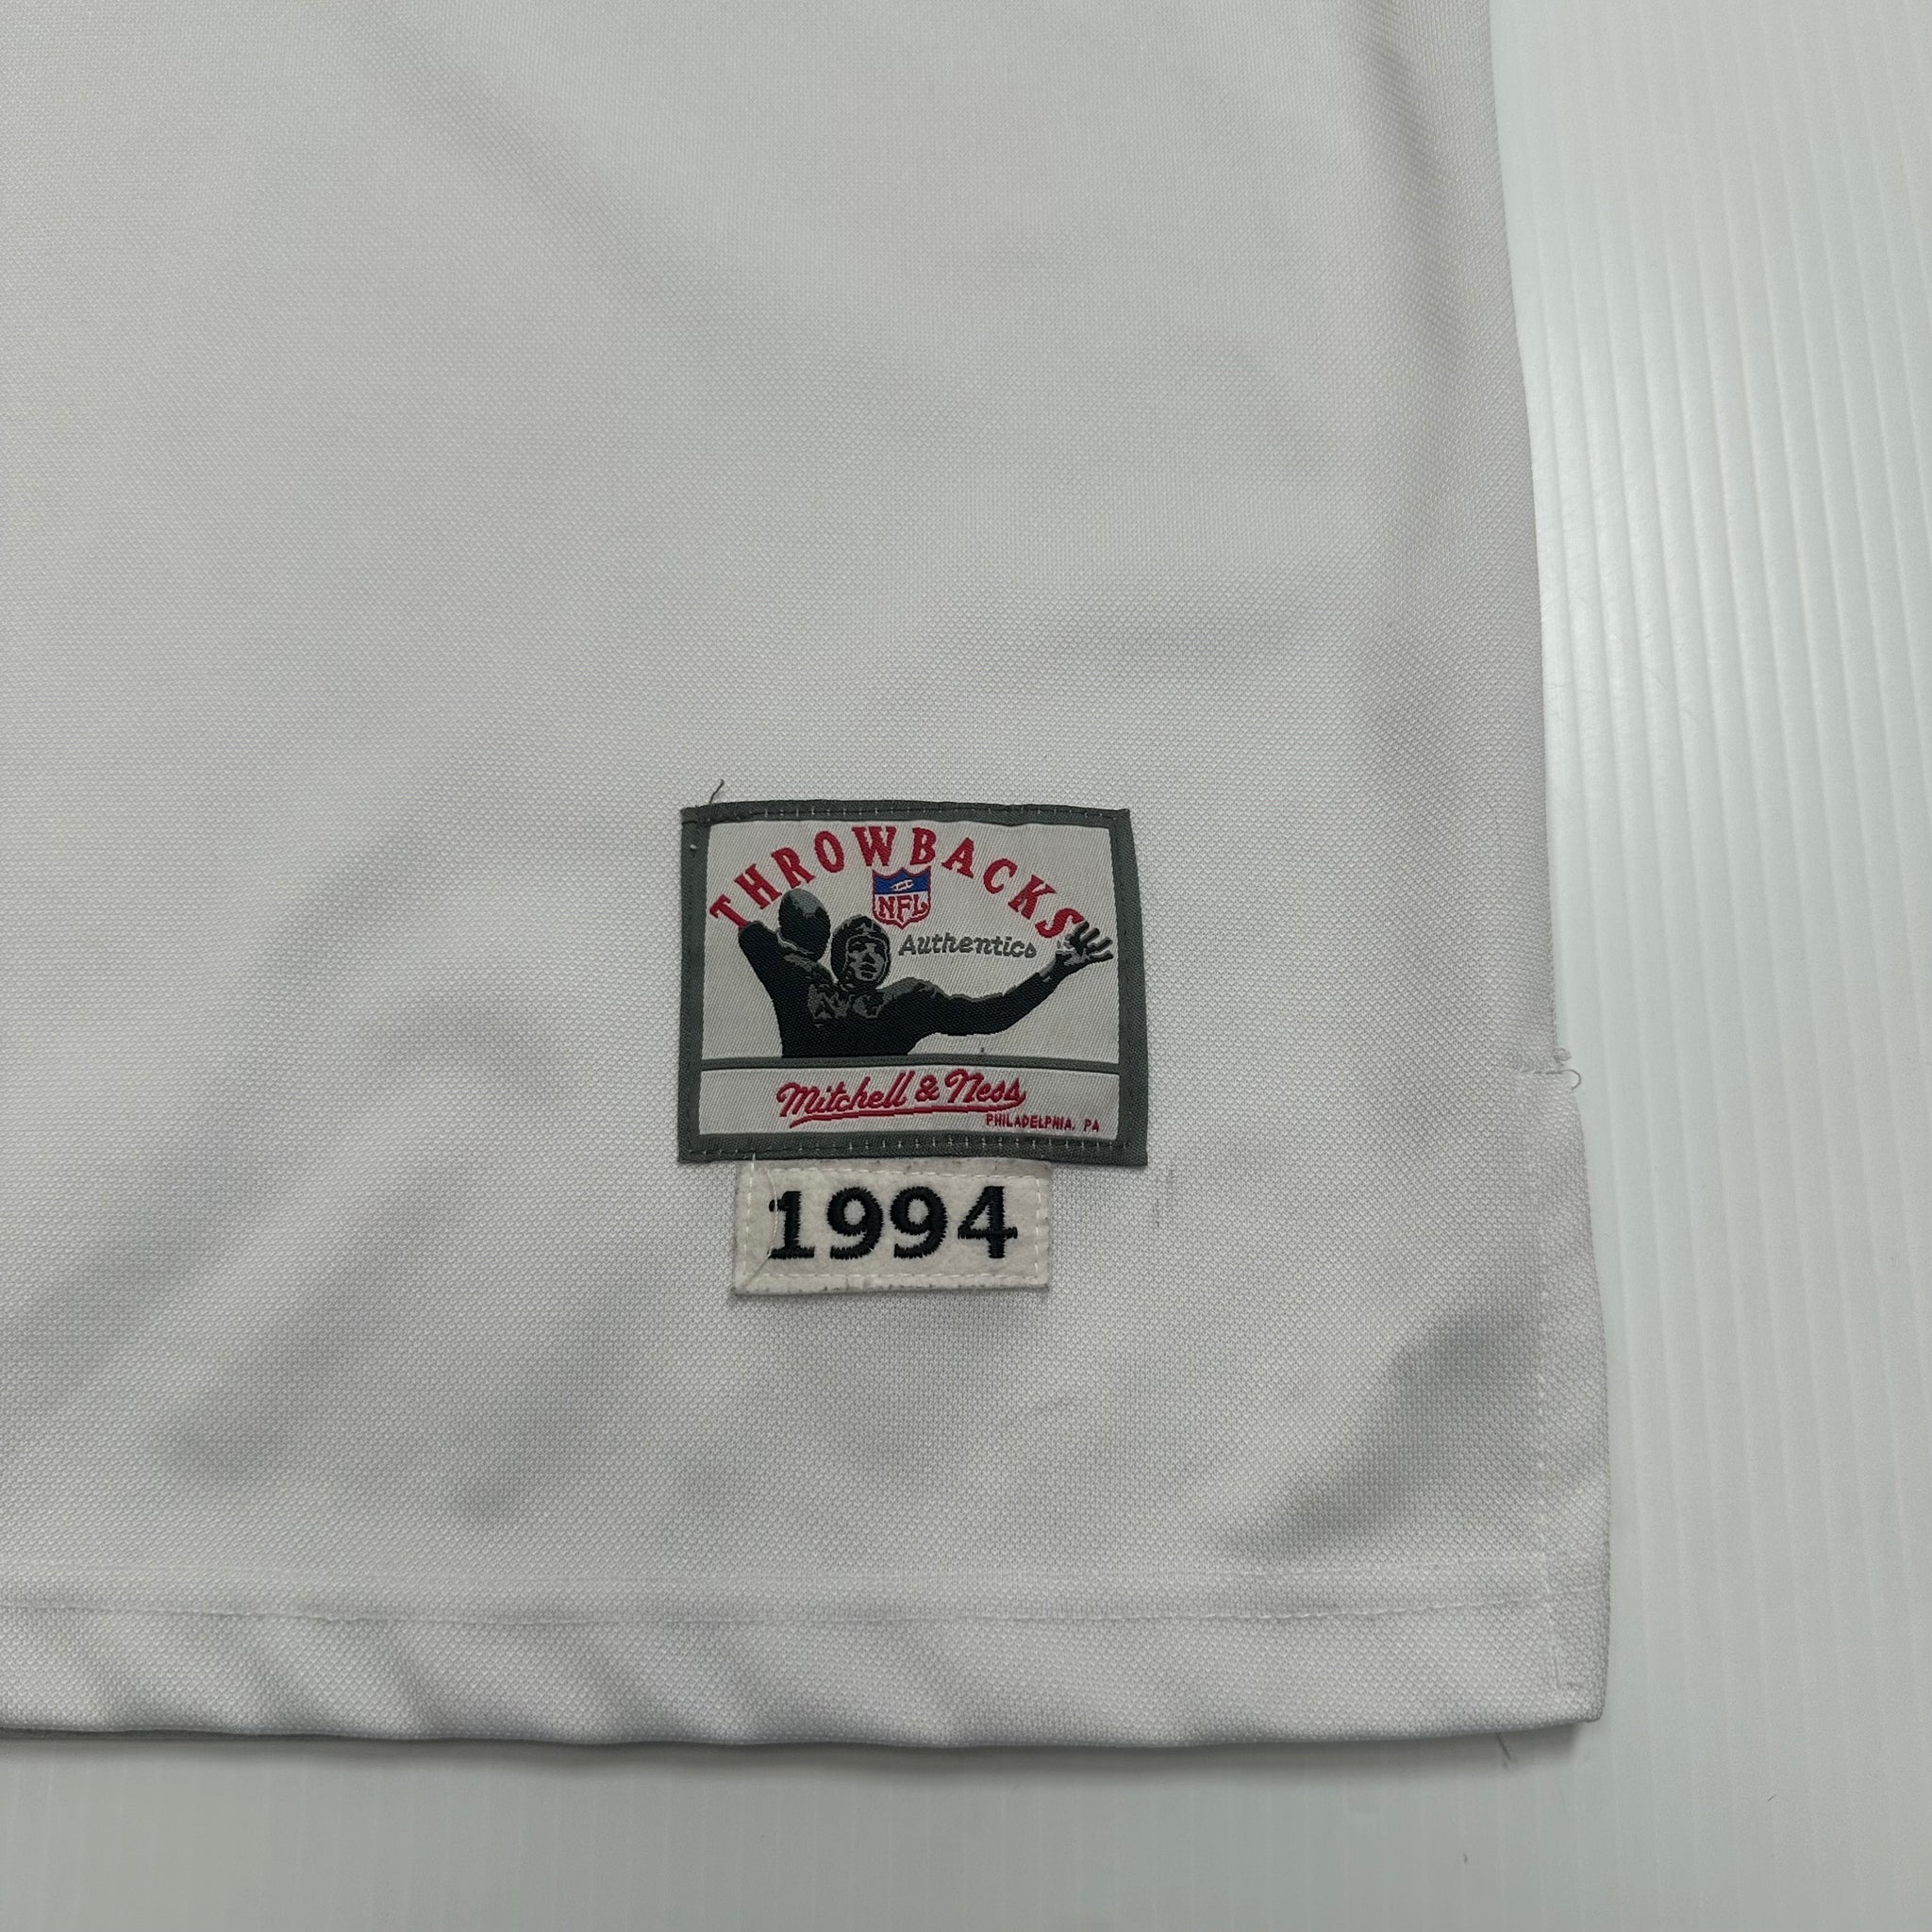 THROWBACKS
NFL
Authentics
Mitchell & Ness
PHILADELPHIA, PA
1994